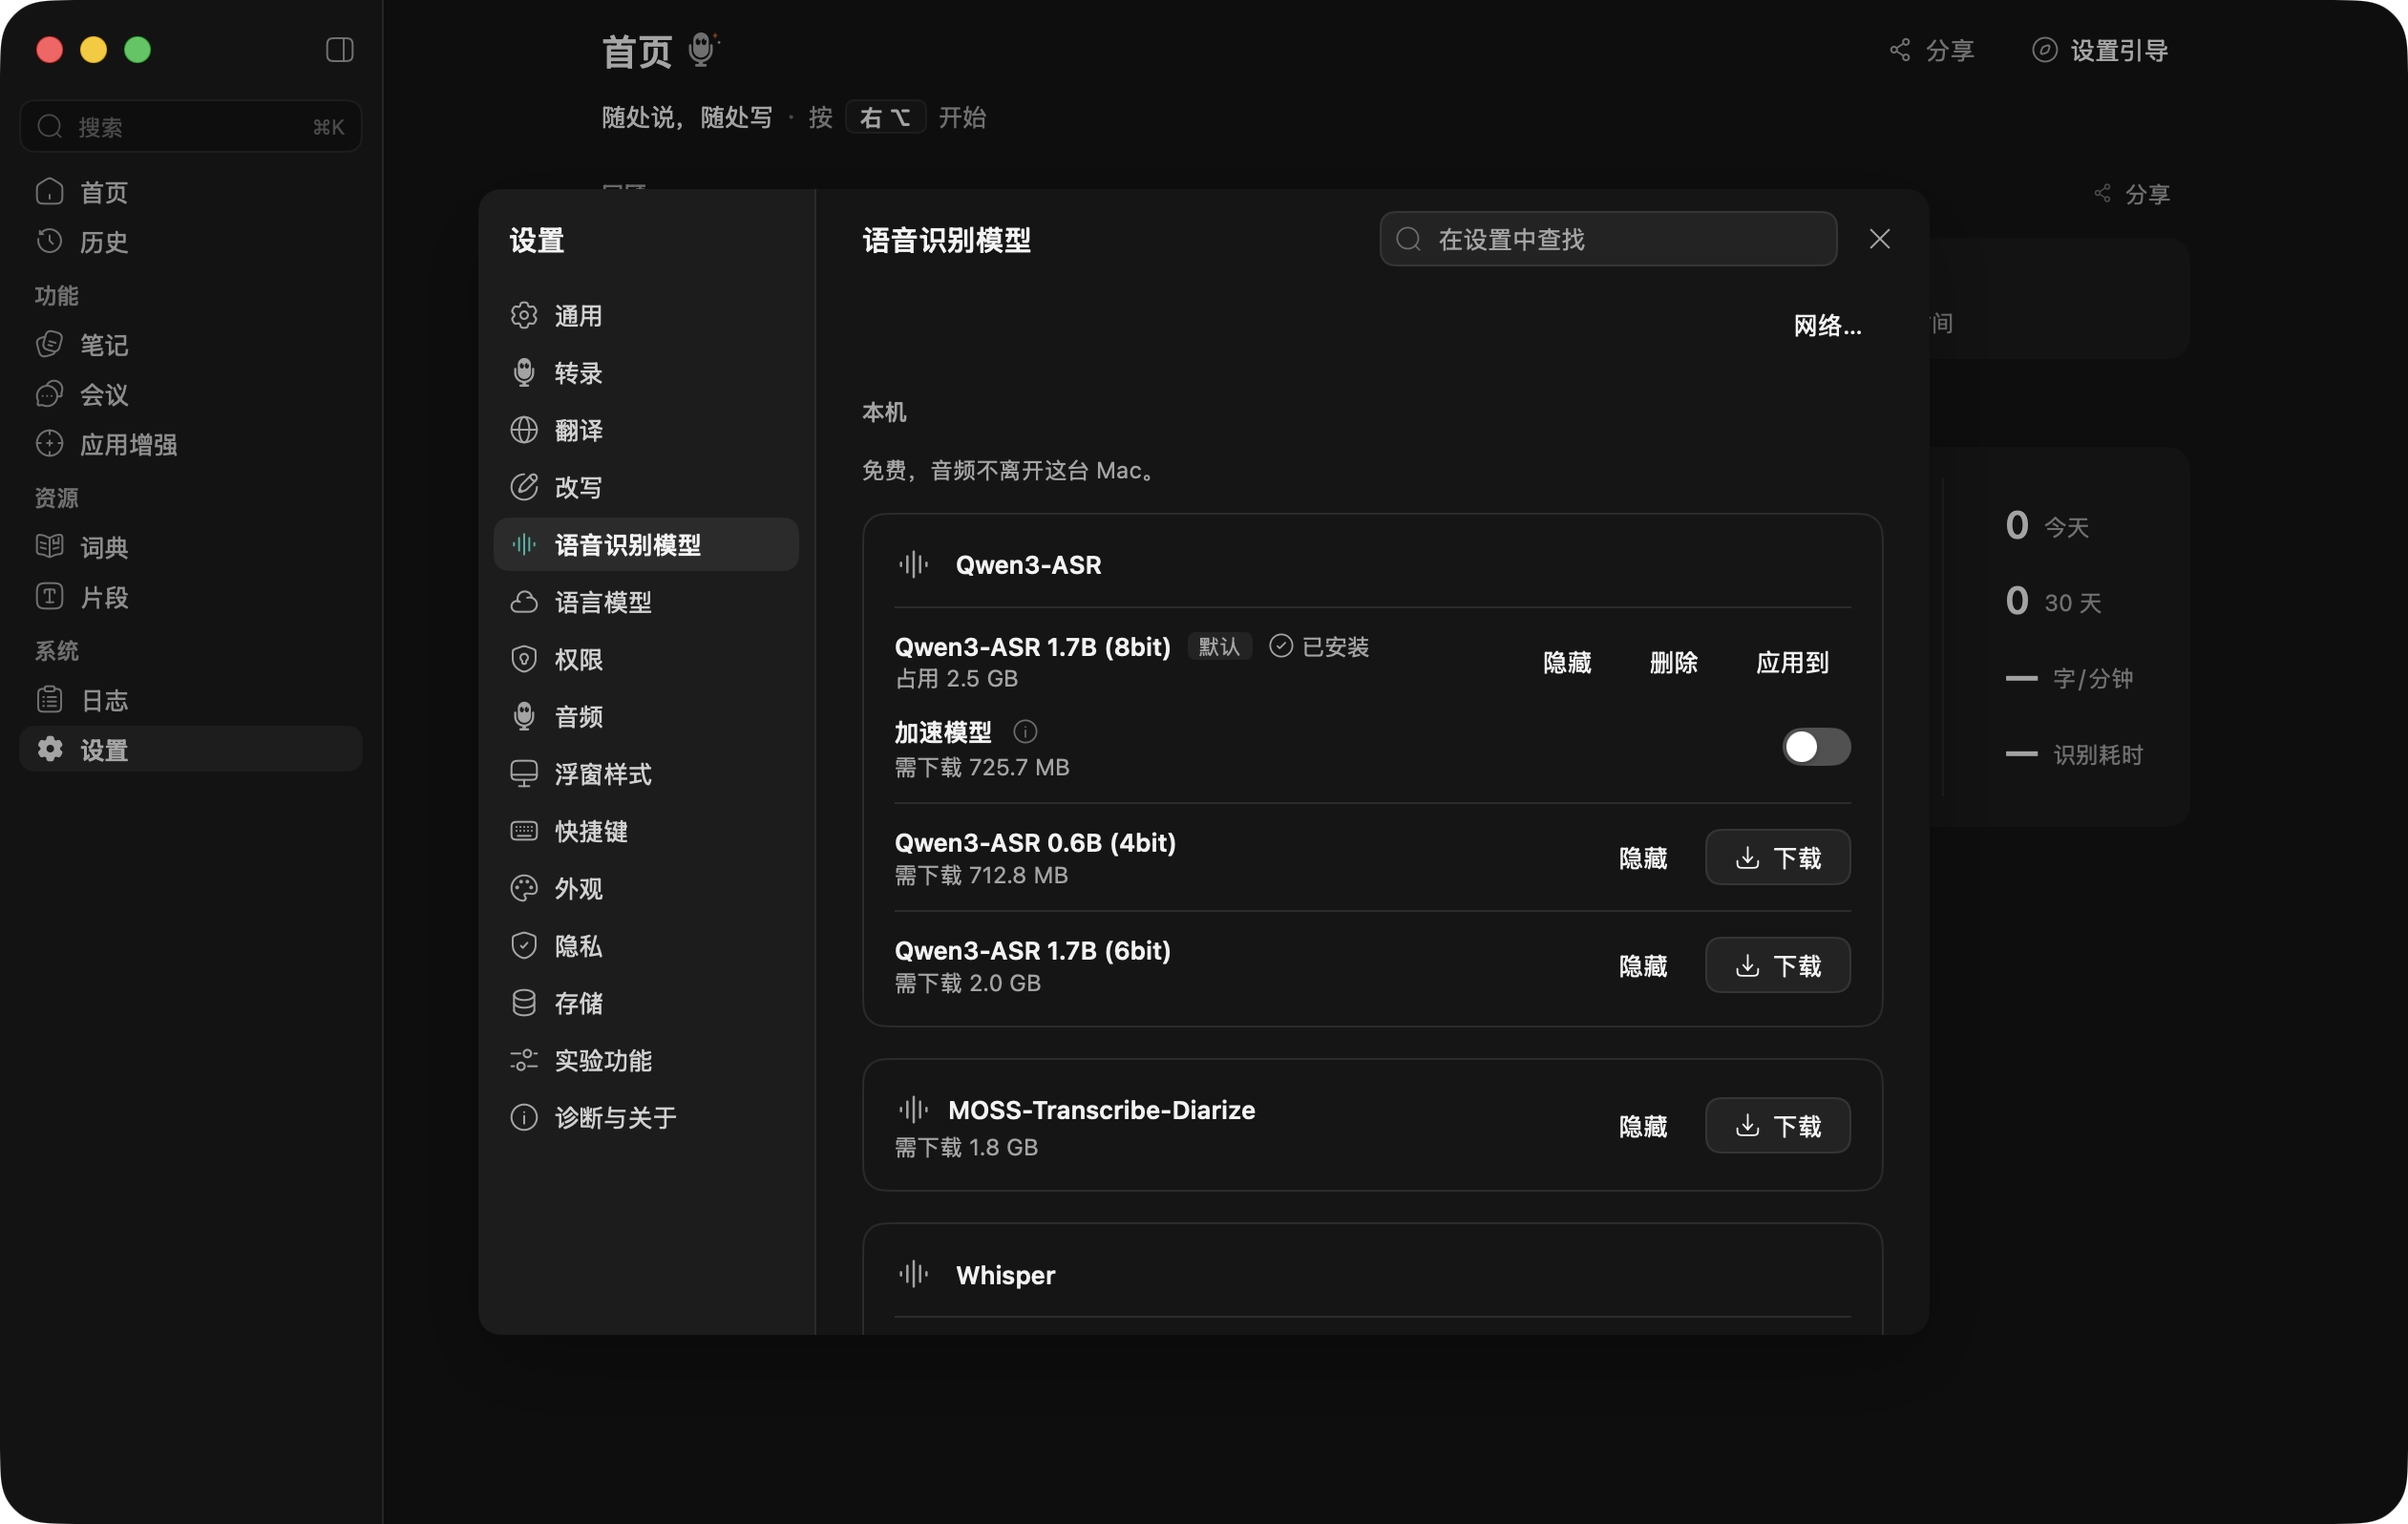 搜索 ⌘K
首页
历史
功能
笔记
会议
应用增强
资源
词典
片段
系统
日志
设置
首页
分享
设置引导
随处说，随处写 · 按 右 ⌥ 开始
分享
设置
通用
转录
翻译
改写
语音识别模型
语言模型
权限
音频
浮窗样式
快捷键
外观
隐私
存储
实验功能
诊断与关于
语音识别模型
在设置中查找
网络...
本机
免费，音频不离开这台 Mac。
Qwen3-ASR
Qwen3-ASR 1.7B (8bit) 默认 已安装
占用 2.5 GB
隐藏 删除 应用到
加速模型
需下载 725.7 MB
Qwen3-ASR 0.6B (4bit)
需下载 712.8 MB
隐藏 下载
Qwen3-ASR 1.7B (6bit)
需下载 2.0 GB
隐藏 下载
MOSS-Transcribe-Diarize
需下载 1.8 GB
隐藏 下载
Whisper
间
0 今天
0 30 天
— 字/分钟
— 识别耗时